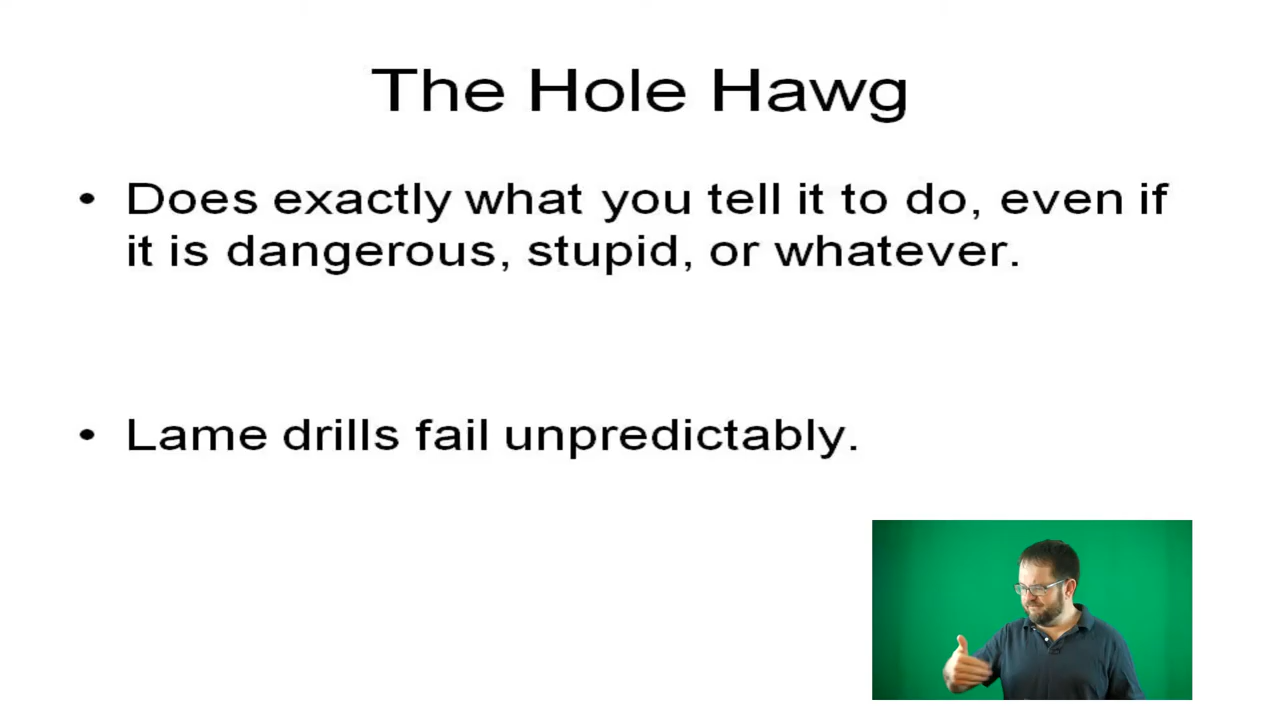 The Hole Hawg
• Does exactly what you tell it to do, even if
it is dangerous, stupid, or whatever.
• Lame drills fail unpredictably.